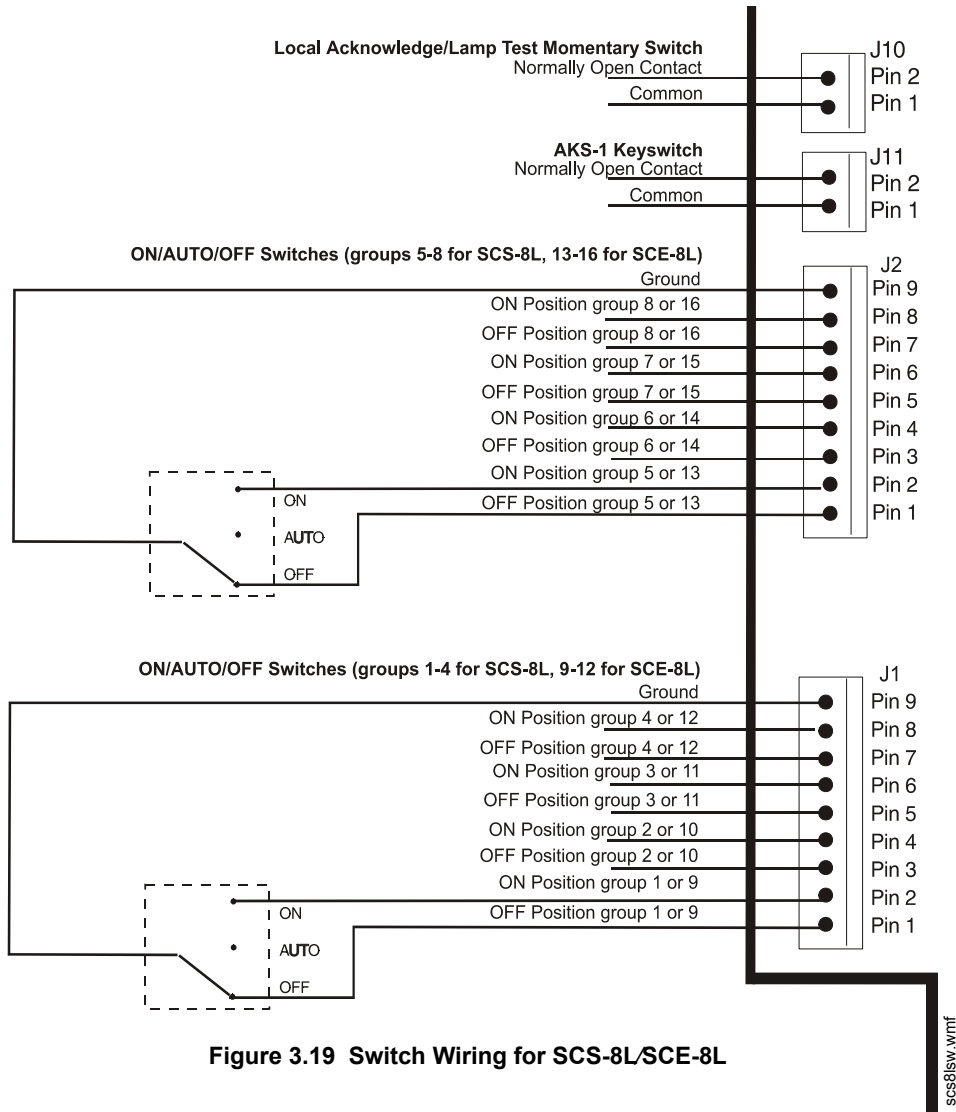 Local Acknowledge/Lamp Test Momentary Switch
Normally Open Contact
Common
J10
Pin 2
Pin 1
AKS-1 Keyswitch
Normally Open Contact
Common
J11
Pin 2
Pin 1
ON/AUTO/OFF Switches (groups 5-8 for SCS-8L, 13-16 for SCE-8L)
J2
Ground
Pin 9
ON Position group 8 or 16
Pin 8
OFF Position group 8 or 16
Pin 7
ON Position group 7 or 15
Pin 6
OFF Position group 7 or 15
Pin 5
ON Position group 6 or 14
Pin 4
OFF Position group 6 or 14
Pin 3
ON Position group 5 or 13
Pin 2
OFF Position group 5 or 13
Pin 1
ON
AUTO
OFF
ON/AUTO/OFF Switches (groups 1-4 for SCS-8L, 9-12 for SCE-8L)
J1
Ground
Pin 9
ON Position group 4 or 12
Pin 8
OFF Position group 4 or 12
Pin 7
ON Position group 3 or 11
Pin 6
OFF Position group 3 or 11
Pin 5
ON Position group 2 or 10
Pin 4
OFF Position group 2 or 10
Pin 3
ON Position group 1 or 9
Pin 2
OFF Position group 1 or 9
Pin 1
ON
AUTO
OFF
Figure 3.19 Switch Wiring for SCS-8L/SCE-8L
scs8lsw.wmf